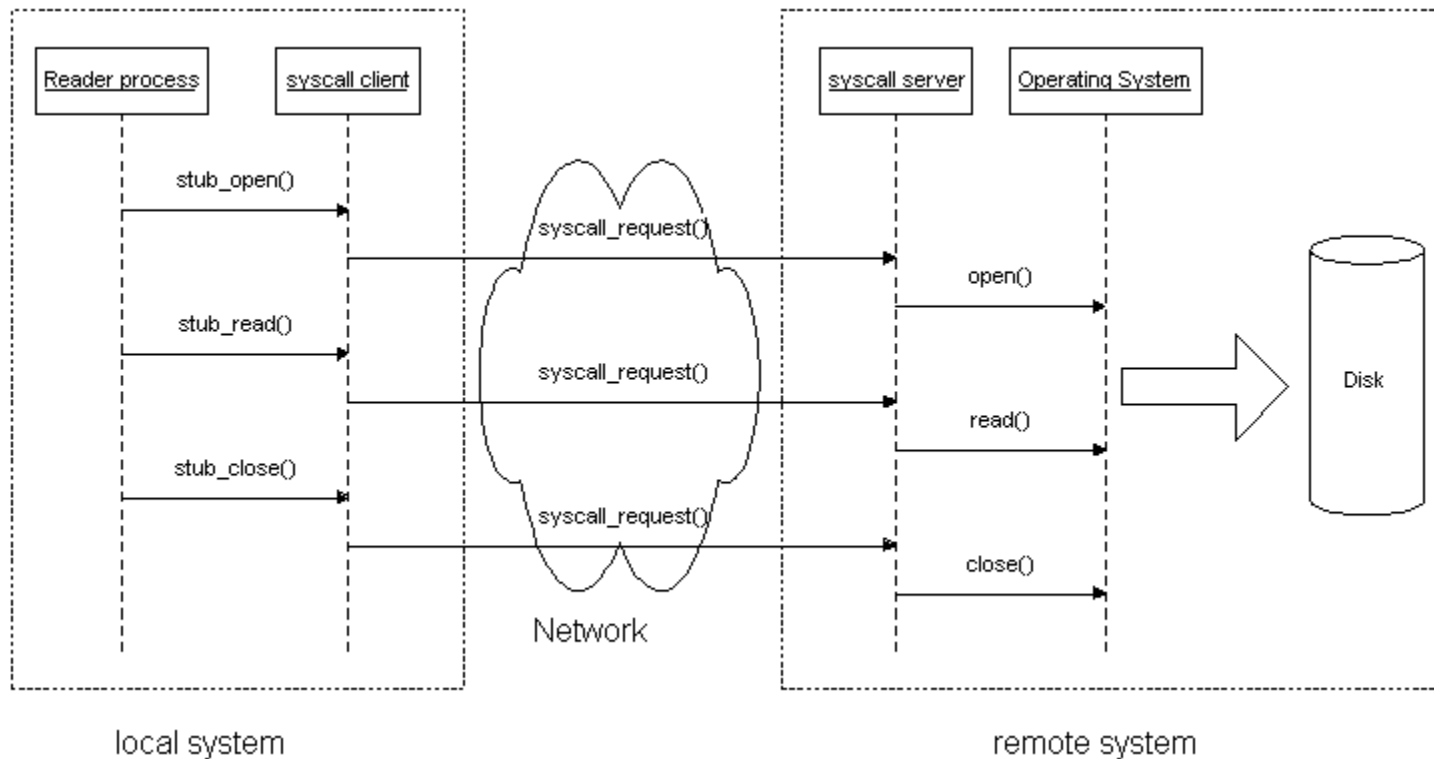 Reader process
syscall client
syscall server
Operating System
stub_open()
syscall_request()
open()
stub_read()
syscall_request()
Disk
read()
stub_close()
syscall_request()
close()
Network
local system
remote system